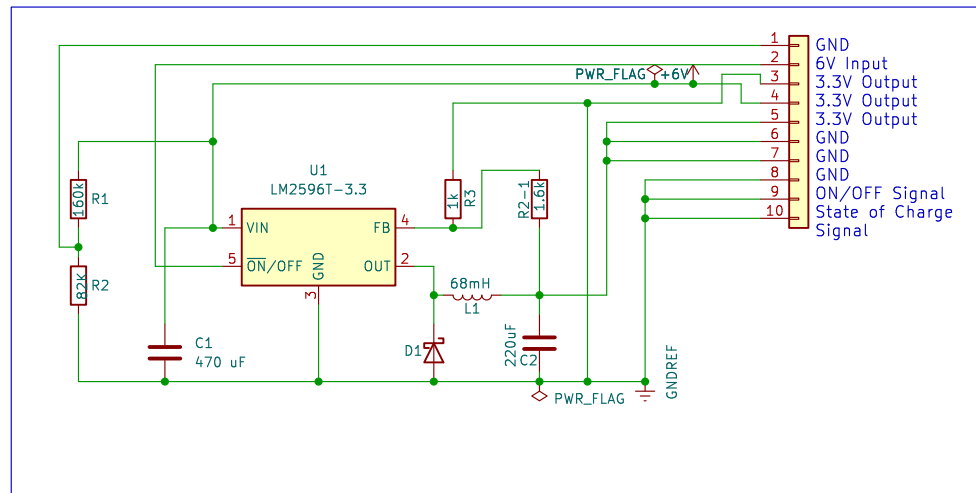 1 GND
2 6V Input
PWR_FLAG +6V 3 3.3V Output
4 3.3V Output
5 3.3V Output
6 GND
7 GND
8 GND
9 ON/OFF Signal
10 State of Charge
Signal
U1
LM2596T-3.3
160k R1
1k R3
R2-1 1.6k
1 VIN
FB 4
5 ON/OFF
GND
OUT 2
3
82K R2
68mH
L1
C1
470 uF
D1
220uF C2
GNDREF
PWR_FLAG